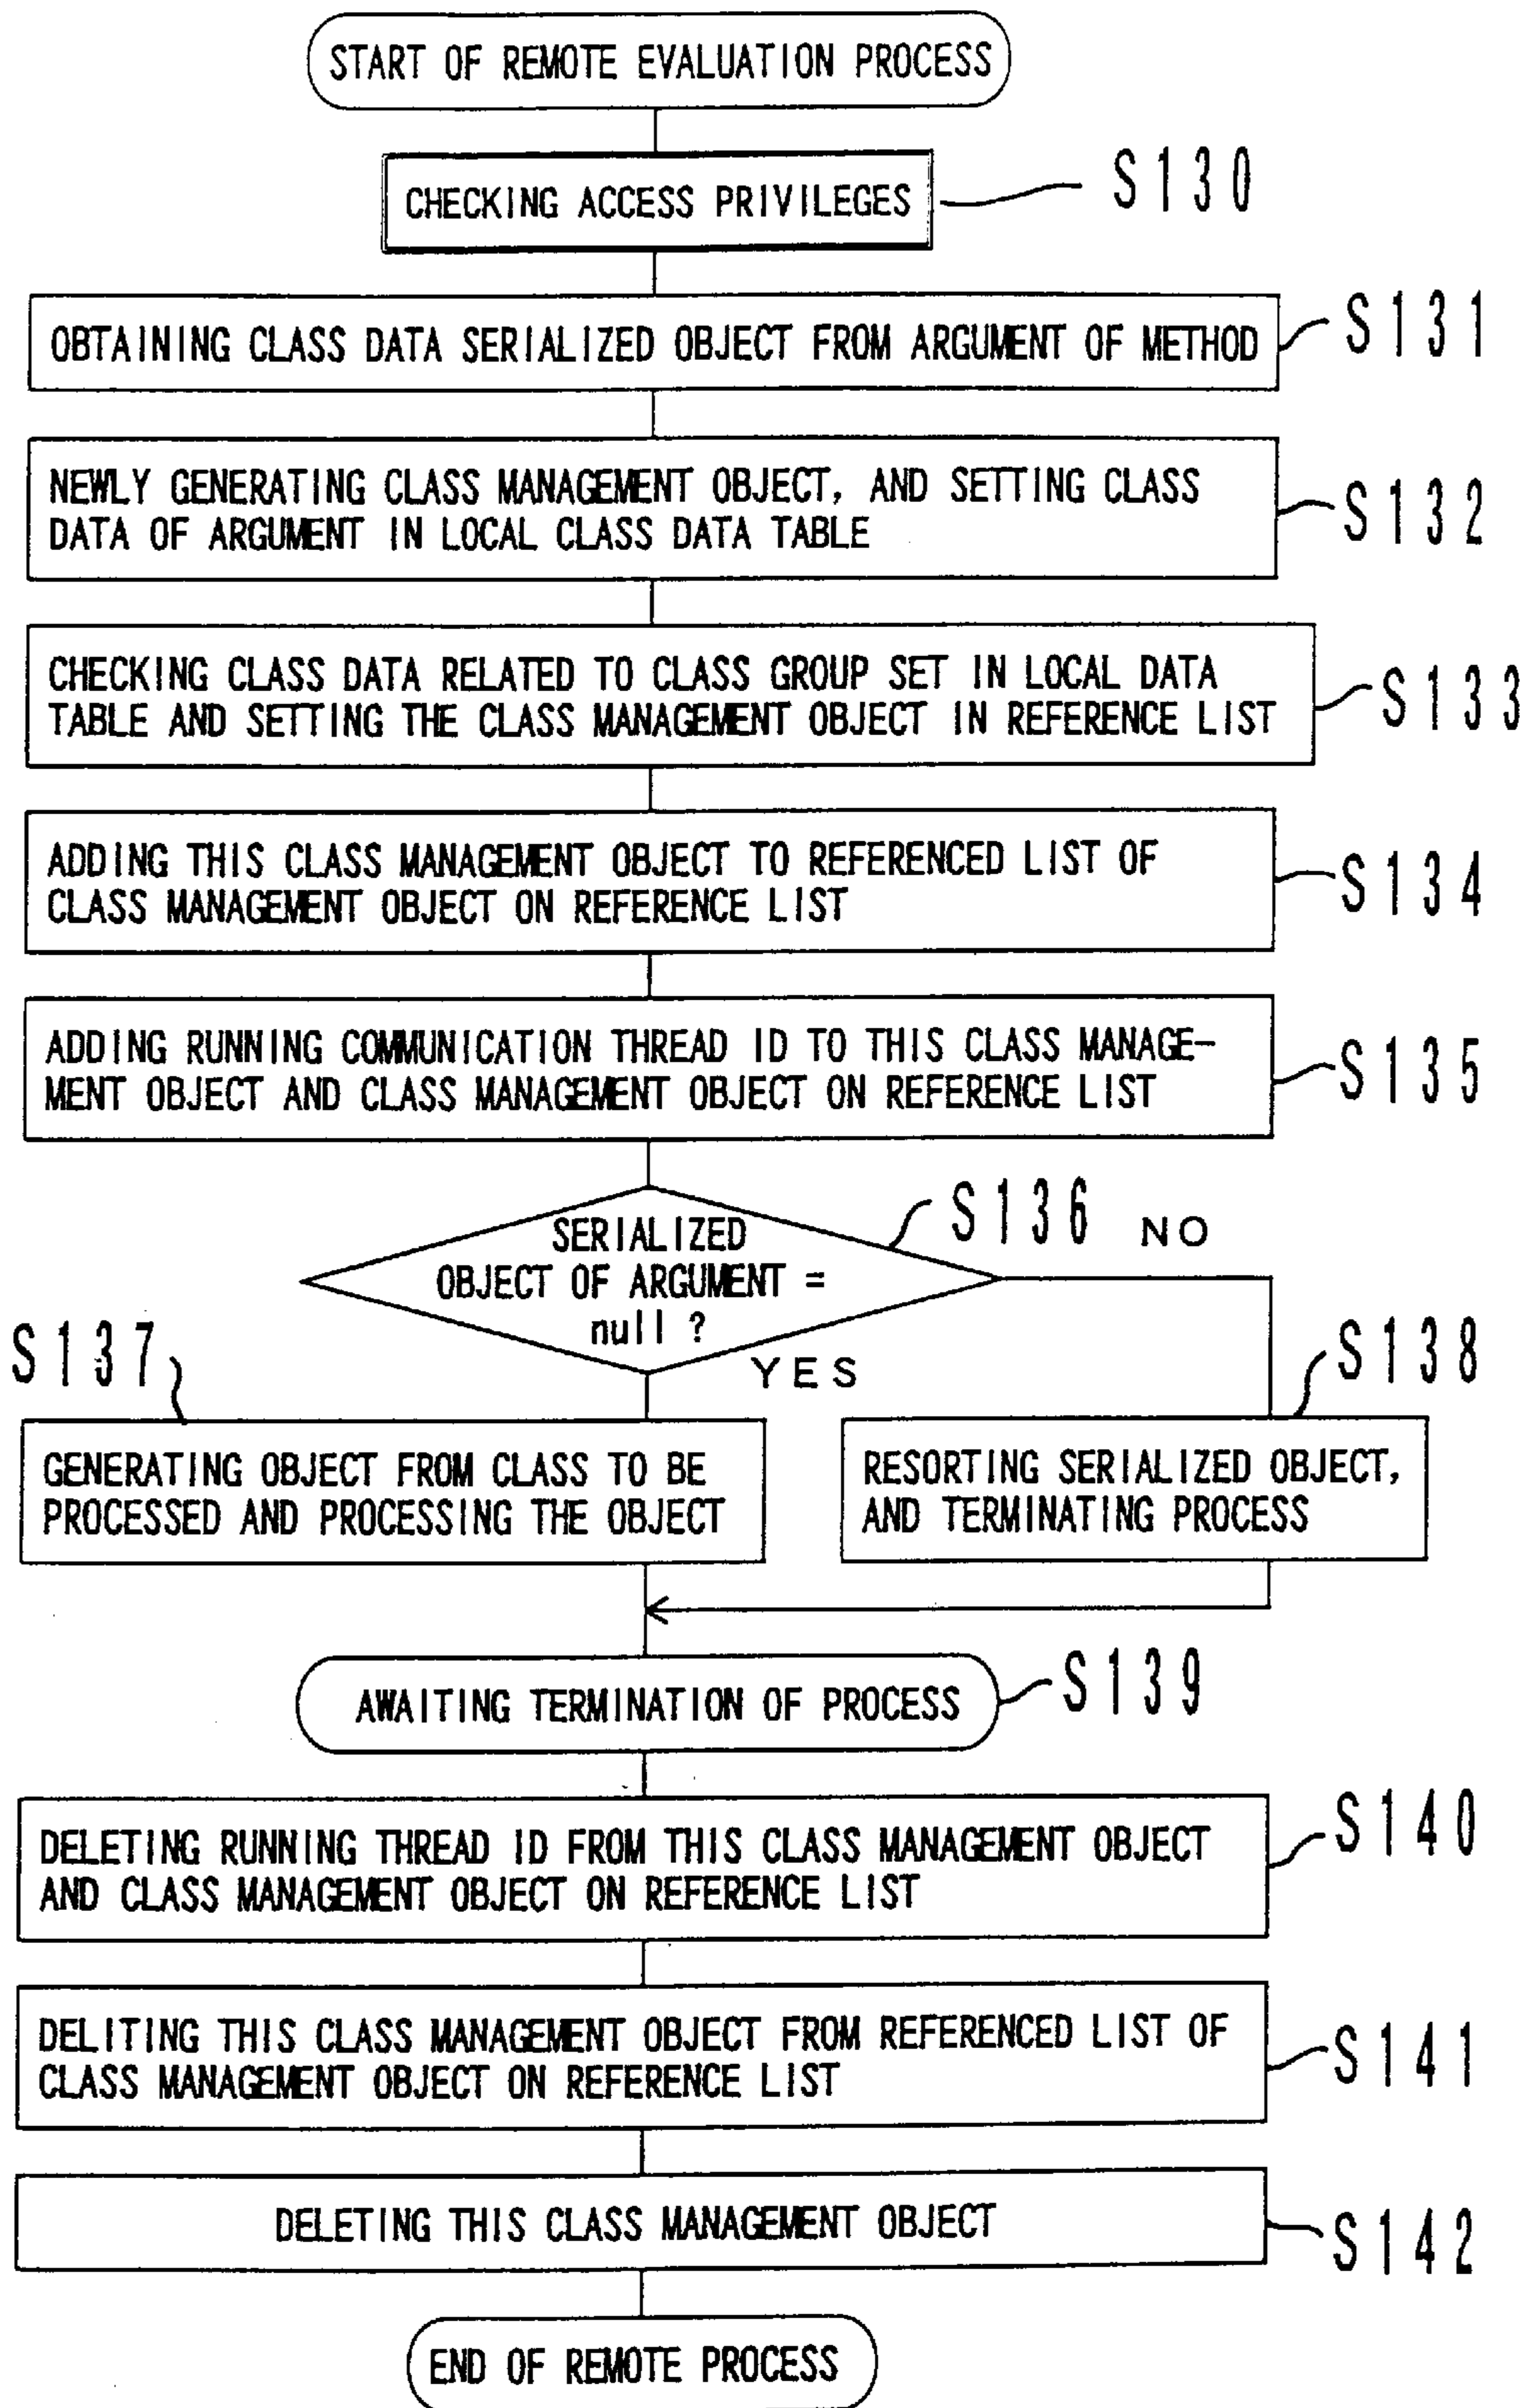 START OF REMOTE EVALUATION PROCESS
CHECKING ACCESS PRIVILEGES
S130
OBTAINING CLASS DATA SERIALIZED OBJECT FROM ARGUMENT OF METHOD
S131
NEWLY GENERATING CLASS MANAGEMENT OBJECT, AND SETTING CLASS
DATA OF ARGUMENT IN LOCAL CLASS DATA TABLE
S132
CHECKING CLASS DATA RELATED TO CLASS GROUP SET IN LOCAL DATA
TABLE AND SETTING THE CLASS MANAGEMENT OBJECT IN REFERENCE LIST
S133
ADDING THIS CLASS MANAGEMENT OBJECT TO REFERENCED LIST OF
CLASS MANAGEMENT OBJECT ON REFERENCE LIST
S134
ADDING RUNNING COMMUNICATION THREAD ID TO THIS CLASS MANAGE-
MENT OBJECT AND CLASS MANAGEMENT OBJECT ON REFERENCE LIST
S135
SERIALIZED
OBJECT OF ARGUMENT =
null ?
S136
NO
YES
S137
GENERATING OBJECT FROM CLASS TO BE
PROCESSED AND PROCESSING THE OBJECT
S138
RESORTING SERIALIZED OBJECT,
AND TERMINATING PROCESS
AWAITING TERMINATION OF PROCESS
S139
DELETING RUNNING THREAD ID FROM THIS CLASS MANAGEMENT OBJECT
AND CLASS MANAGEMENT OBJECT ON REFERENCE LIST
S140
DELITING THIS CLASS MANAGEMENT OBJECT FROM REFERENCED LIST OF
CLASS MANAGEMENT OBJECT ON REFERENCE LIST
S141
DELETING THIS CLASS MANAGEMENT OBJECT
S142
END OF REMOTE PROCESS